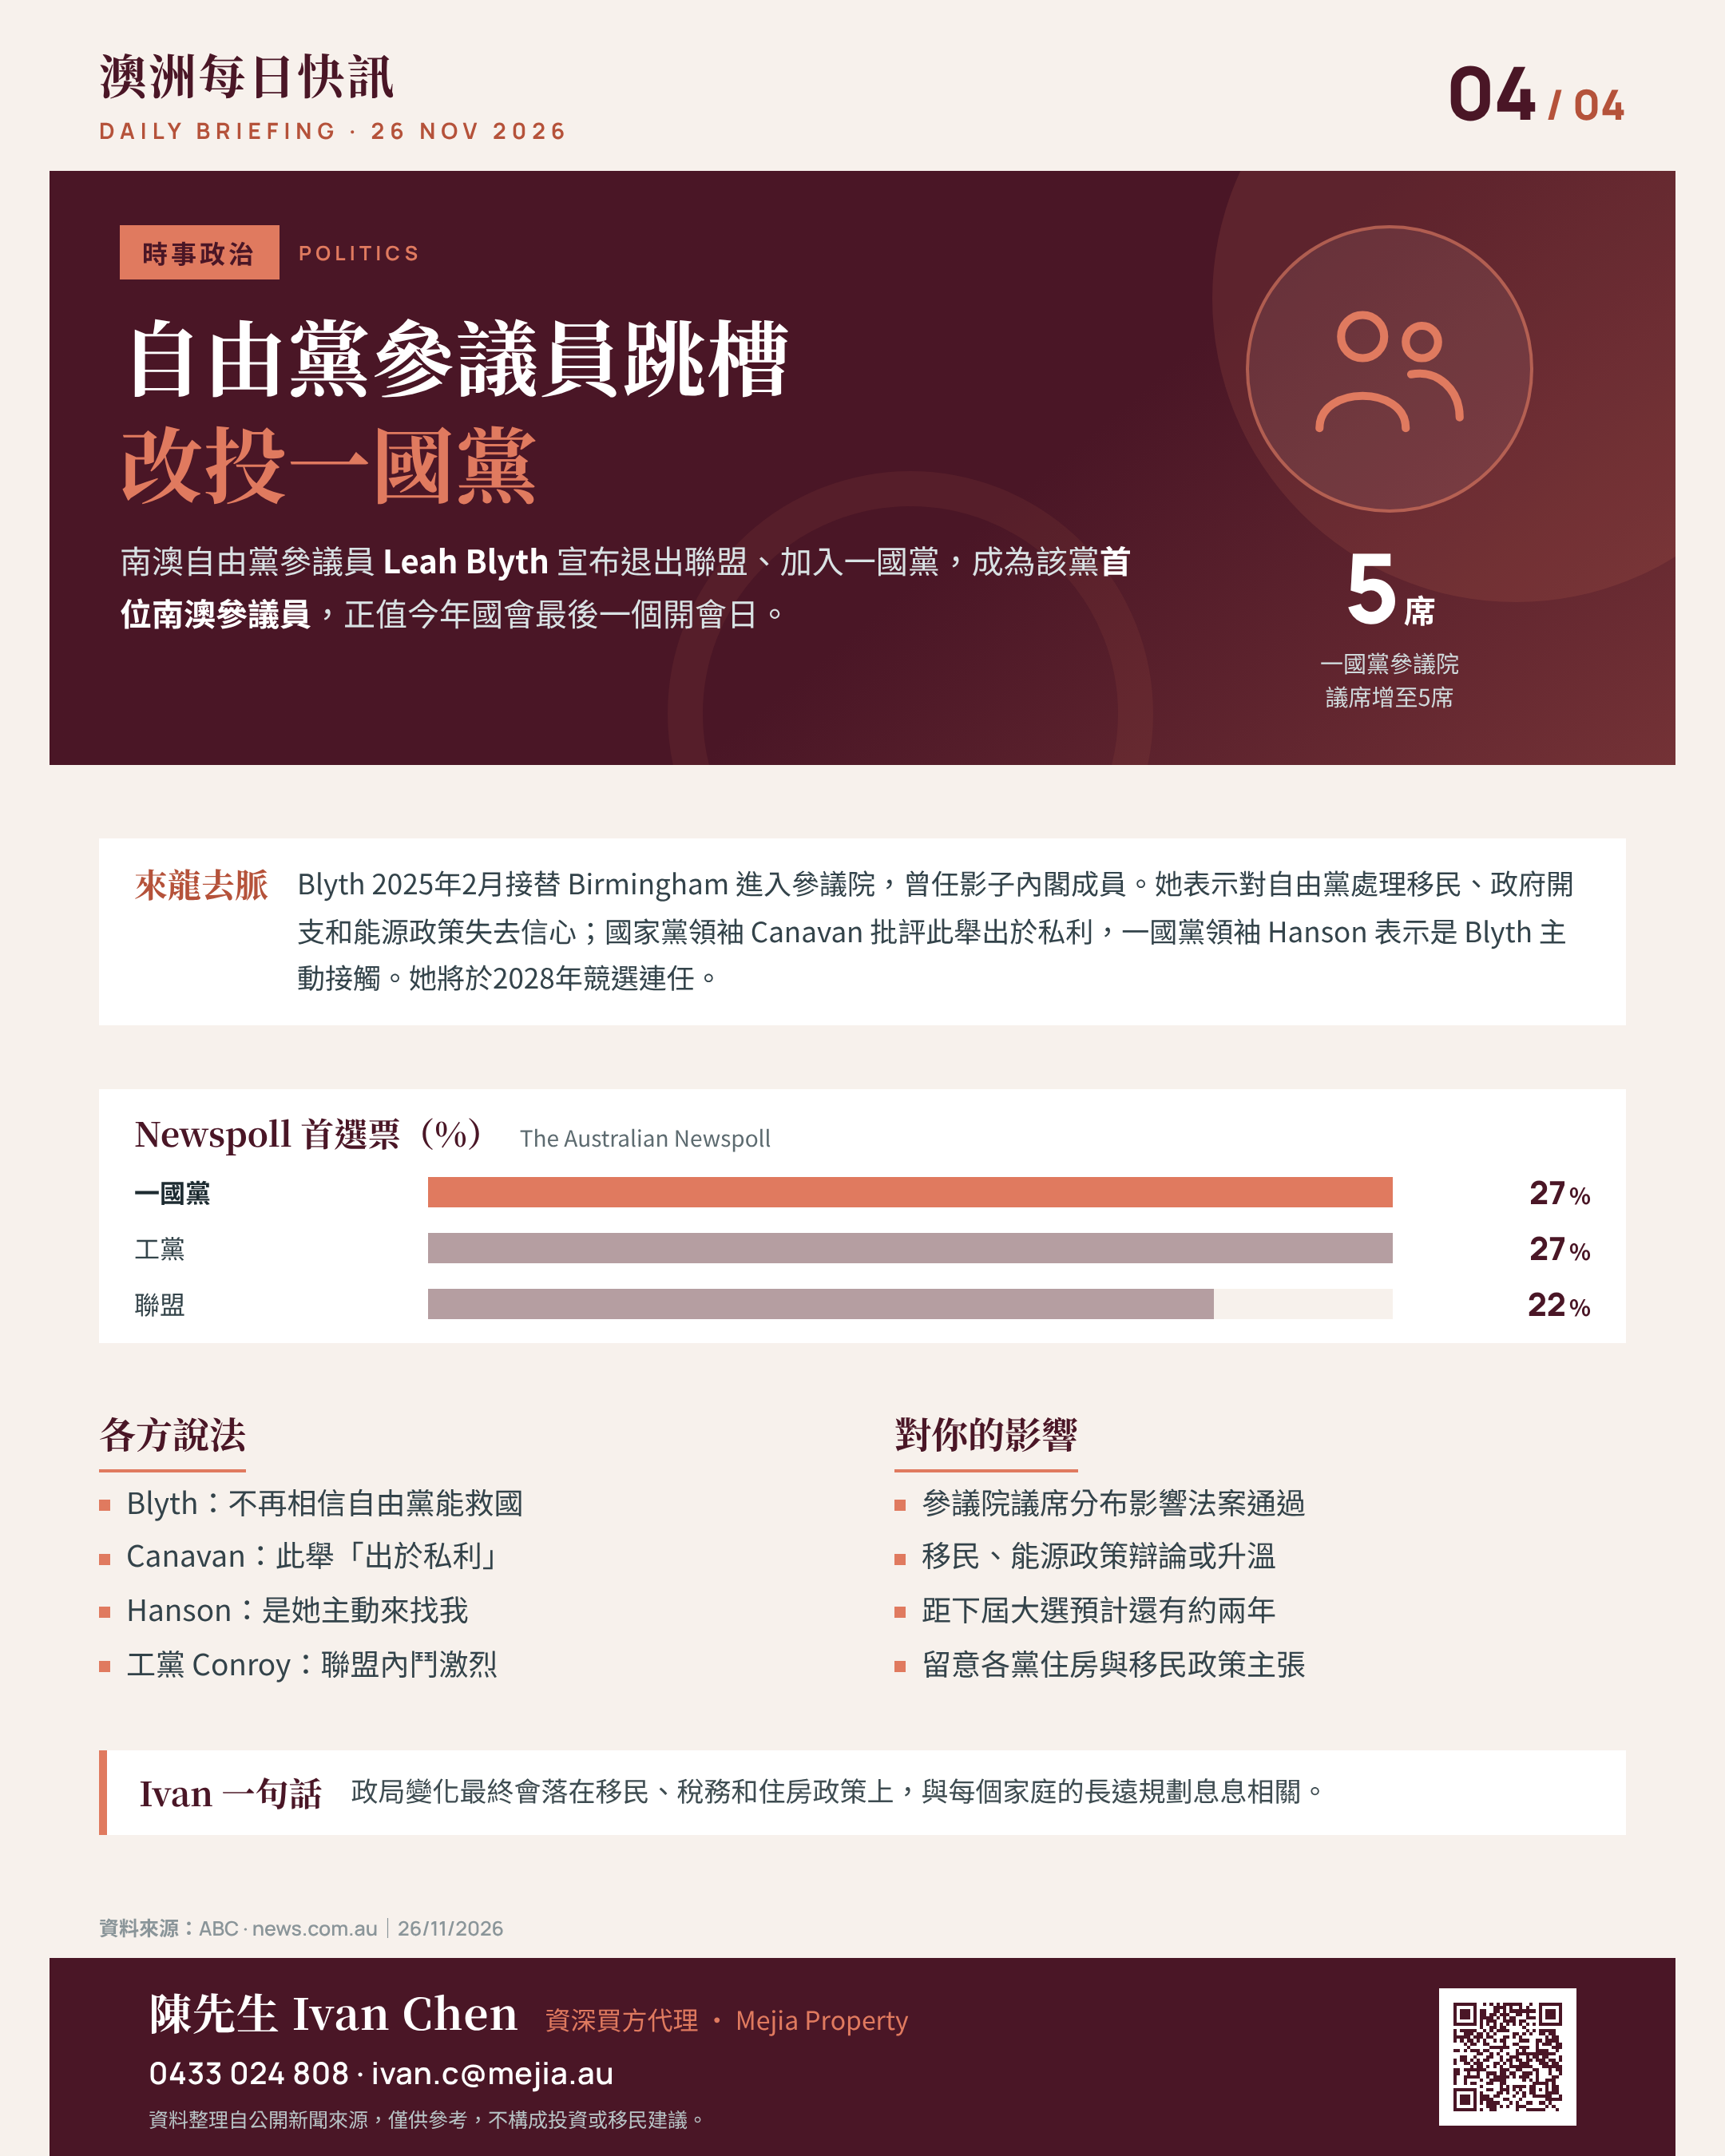 澳洲每日快訊
DAILY BRIEFING · 26 NOV 2026
04 / 04
時事政治 POLITICS
自由黨參議員跳槽
改投一國黨
南澳自由黨參議員 Leah Blyth 宣布退出聯盟、加入一國黨，成為該黨首
位南澳參議員，正值今年國會最後一個開會日。
5 席
一國黨參議院
議席增至5席
來龍去脈
Blyth 2025年2月接替 Birmingham 進入參議院，曾任影子內閣成員。她表示對自由黨處理移民、政府開
支和能源政策失去信心；國家黨領袖 Canavan 批評此舉出於私利，一國黨領袖 Hanson 表示是 Blyth 主
動接觸。她將於2028年競選連任。
Newspoll 首選票（%） The Australian Newspoll
一國黨 27%
工黨 27%
聯盟 22%
各方說法
Blyth：不再相信自由黨能救國
Canavan：此舉「出於私利」
Hanson：是她主動來找我
工黨 Conroy：聯盟內鬥激烈
對你的影響
參議院議席分布影響法案通過
移民、能源政策辯論或升溫
距下屆大選預計還有約兩年
留意各黨住房與移民政策主張
Ivan 一句話 政局變化最終會落在移民、稅務和住房政策上，與每個家庭的長遠規劃息息相關。
資料來源：ABC · news.com.au｜26/11/2026
陳先生 Ivan Chen 資深買方代理 · Mejia Property
0433 024 808 · ivan.c@mejia.au
資料整理自公開新聞來源，僅供參考，不構成投資或移民建議。